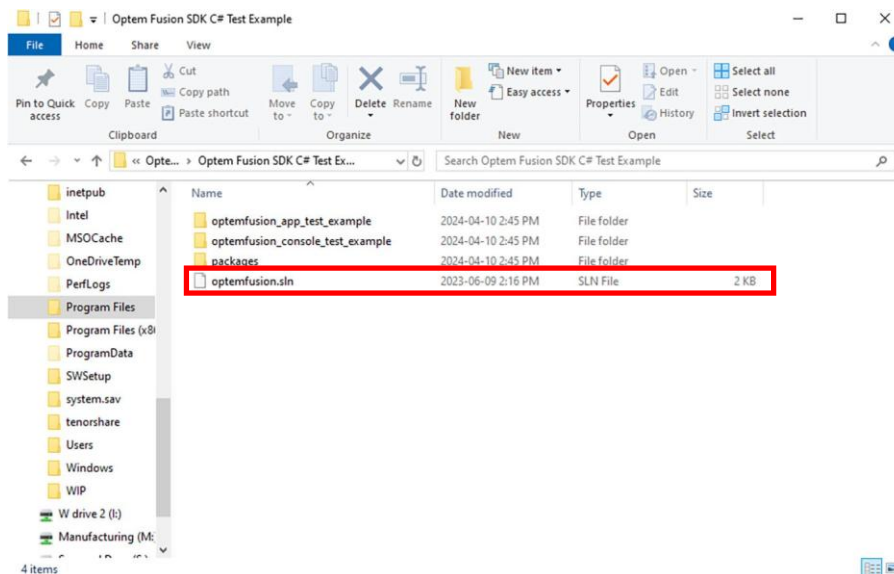 Optem Fusion SDK C# Test Example
File Home Share View
Pin to Quick access
Copy
Paste
Cut
Copy path
Paste shortcut
Clipboard
Move to
Copy to
Delete
Rename
Organize
New folder
New item
Easy access
New
Properties
Open
Edit
History
Open
Select all
Select none
Invert selection
Select
« Opte... › Optem Fusion SDK C# Test Ex...
Search Optem Fusion SDK C# Test Example
Name Date modified Type Size
optemfusion_app_test_example 2024-04-10 2:45 PM File folder
optemfusion_console_test_example 2024-04-10 2:45 PM File folder
packages 2024-04-10 2:45 PM File folder
optemfusion.sln 2023-06-09 2:16 PM SLN File 2 KB
inetpub
Intel
MSOCache
OneDriveTemp
PerfLogs
Program Files
Program Files (x8
ProgramData
SWSetup
system.sav
tenorshare
Users
Windows
WIP
W drive 2 (I:)
Manufacturing (M:
4 items